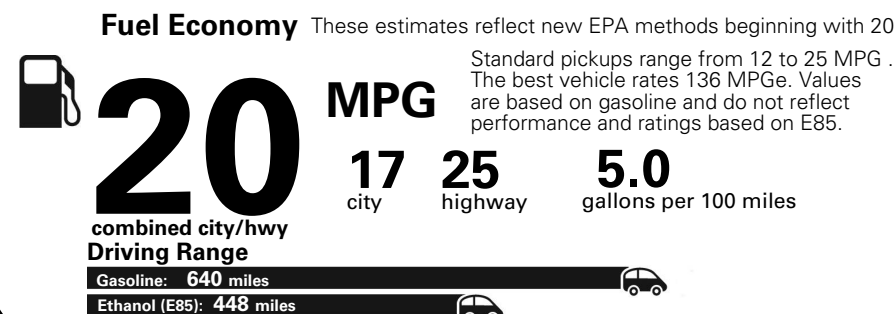 Fuel Economy These estimates reflect new EPA methods beginning with 20
Standard pickups range from 12 to 25 MPG .
The best vehicle rates 136 MPGe. Values
are based on gasoline and do not reflect
performance and ratings based on E85.
20 MPG
17 25 5.0
city highway gallons per 100 miles
combined city/hwy
Driving Range
Gasoline: 640 miles
Ethanol (E85): 448 miles